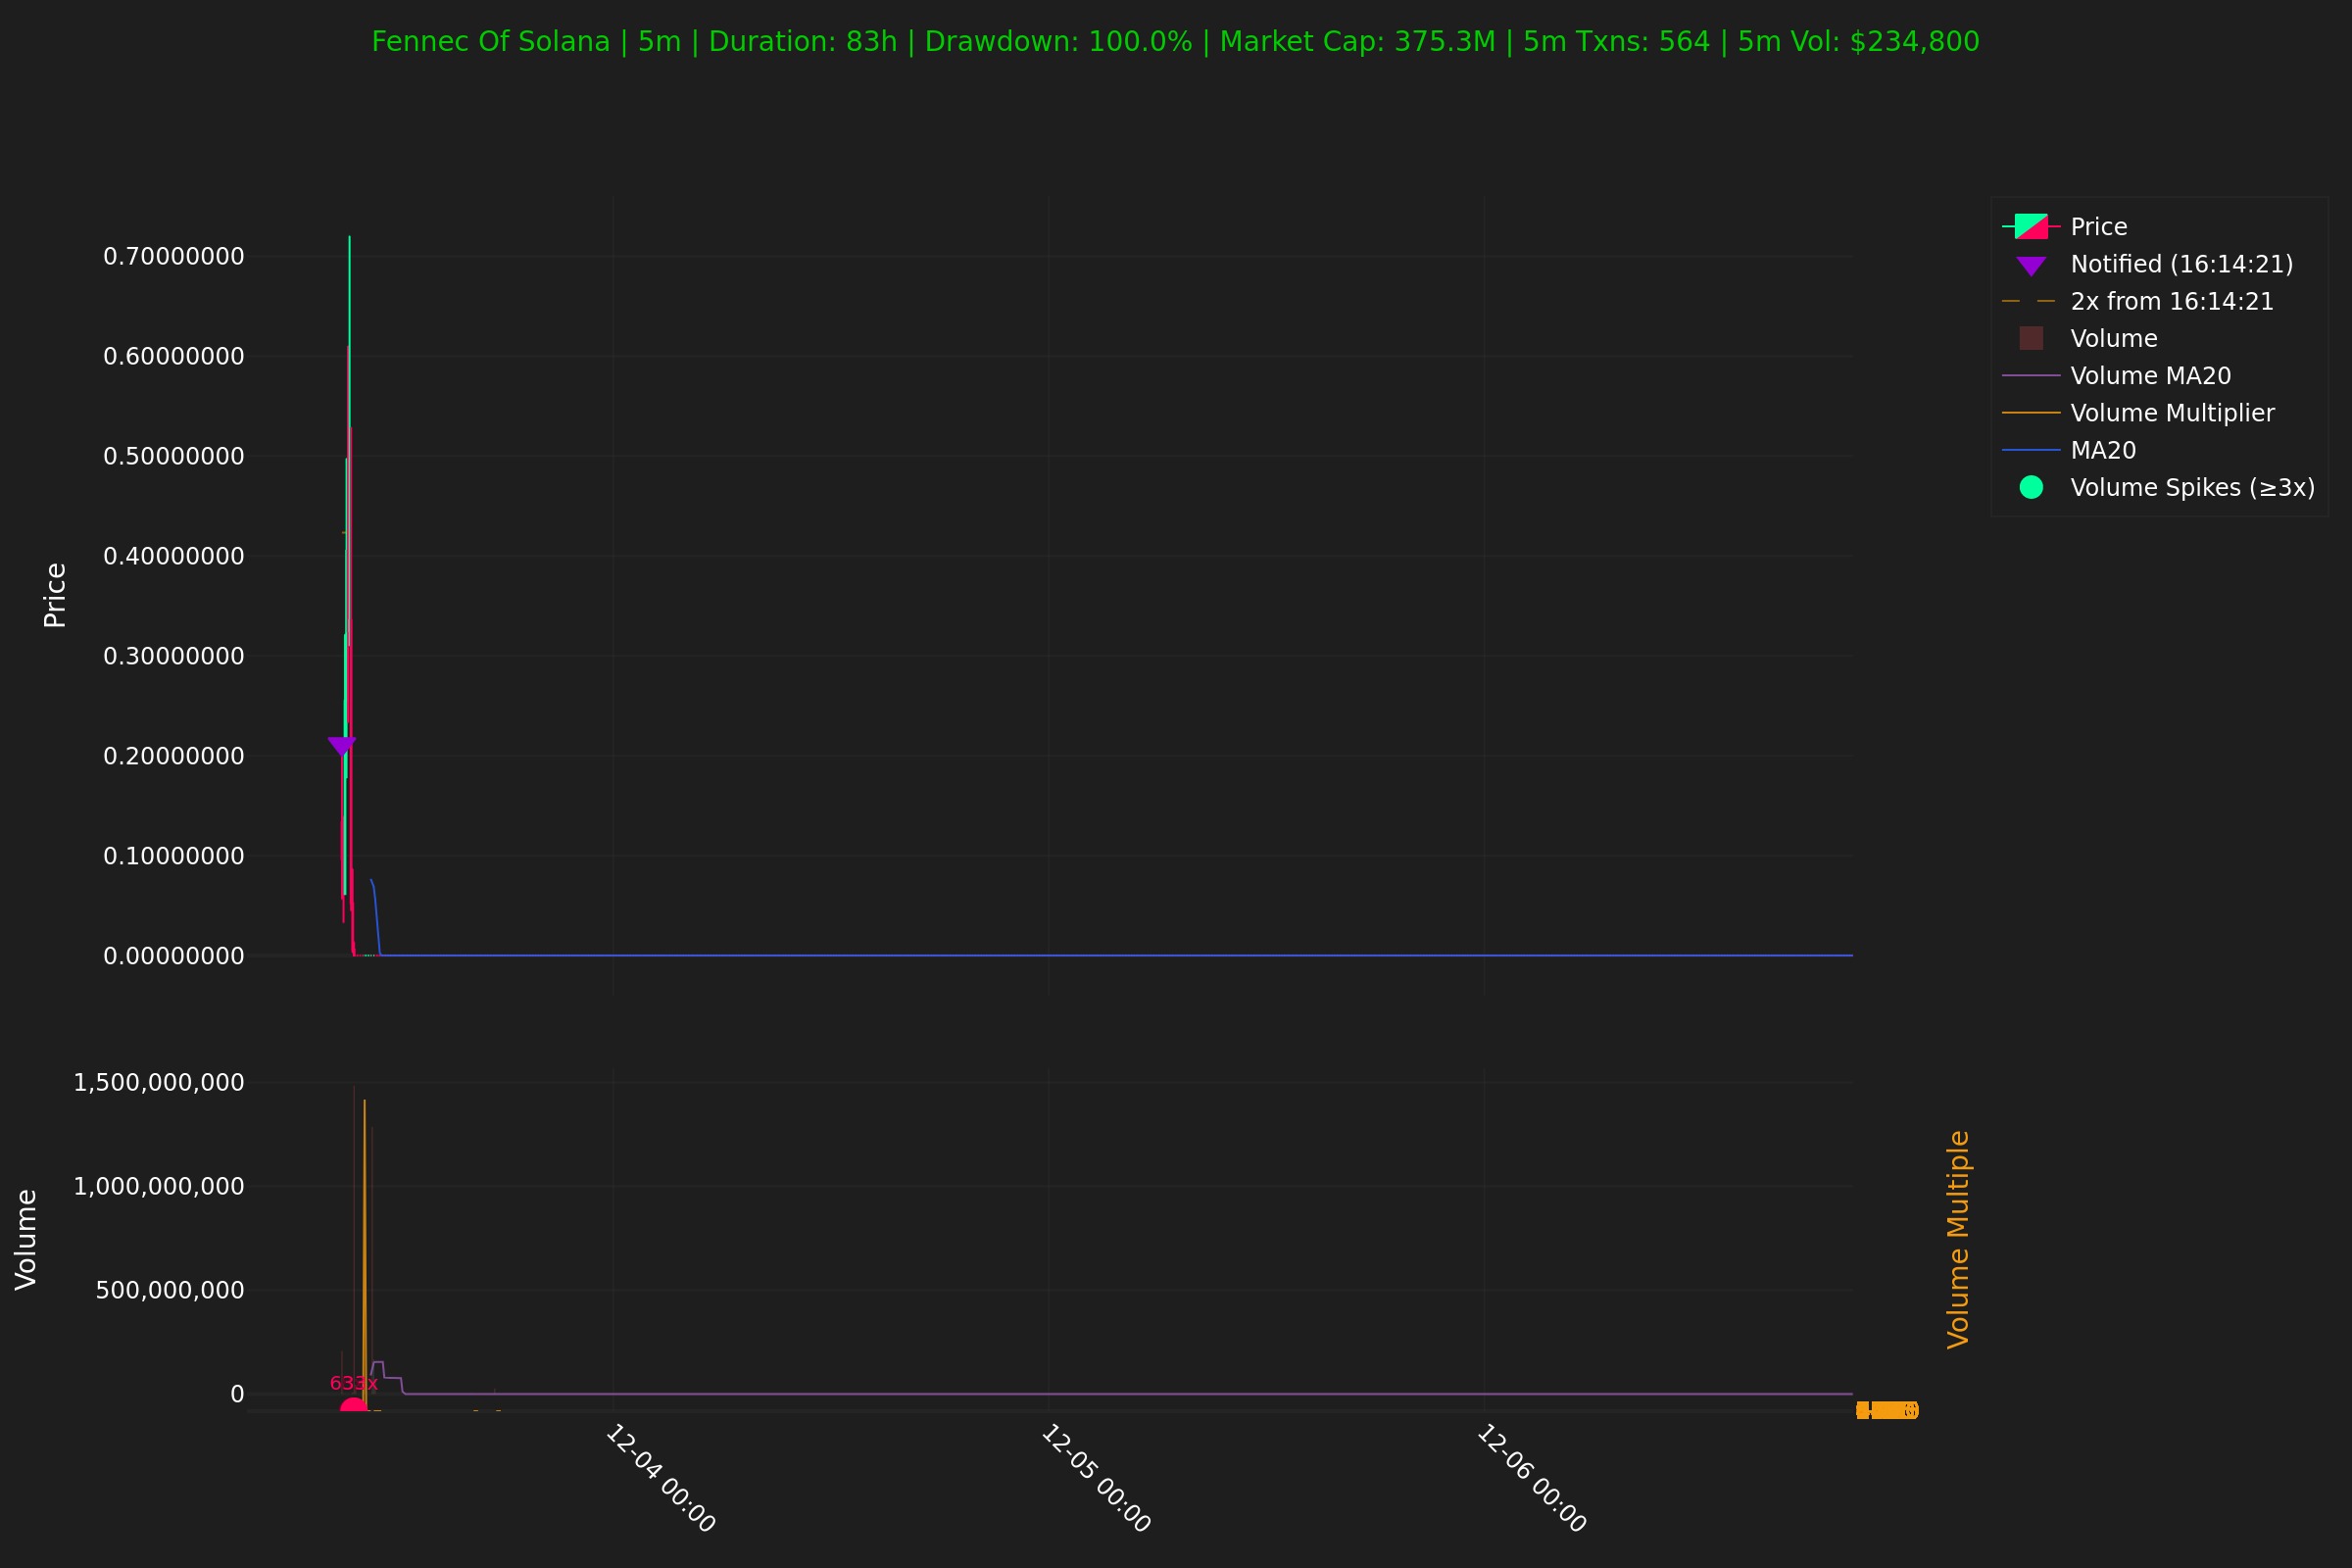 Fennec Of Solana | 5m | Duration: 83h | Drawdown: 100.0% | Market Cap: 375.3M | 5m Txns: 564 | 5m Vol: $234,800
Price
0.70000000
0.60000000
0.50000000
0.40000000
0.30000000
0.20000000
0.10000000
0.00000000
Price
Notified (16:14:21)
2x from 16:14:21
Volume
Volume MA20
Volume Multiplier
MA20
Volume Spikes (≥3x)
Volume
1,500,000,000
1,000,000,000
500,000,000
0
633x
Volume Multiple
12-04 00:00
12-05 00:00
12-06 00:00